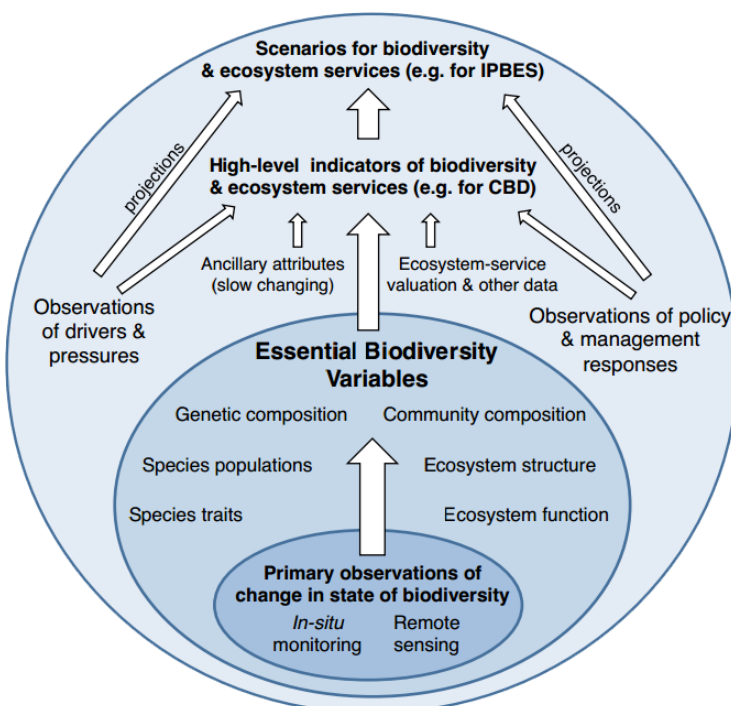 Scenarios for biodiversity
& ecosystem services (e.g. for IPBES)
projections
projections
High-level indicators of biodiversity
& ecosystem services (e.g. for CBD)
Ancillary attributes
(slow changing)
Ecosystem-service
valuation & other data
Observations
of drivers &
pressures
Observations of policy
& management
responses
Essential Biodiversity
Variables
Genetic composition
Community composition
Species populations
Ecosystem structure
Species traits
Ecosystem function
Primary observations of
change in state of biodiversity
In-situ
monitoring
Remote
sensing